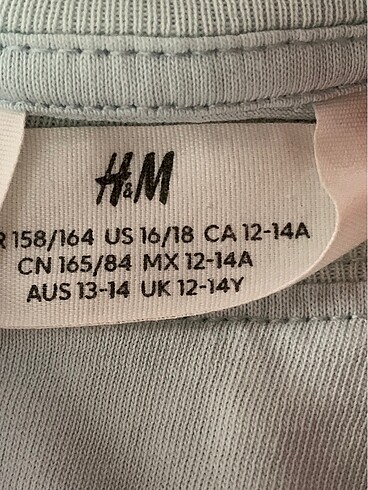 H&M
158/164 US 16/18 CA 12-14A
CN 165/84 MX 12-14A
AUS 13-14 UK 12-14Y